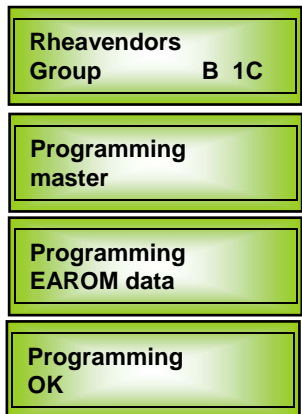 Rheavendors
Group B 1C
Programming
master
Programming
EAROM data
Programming
OK